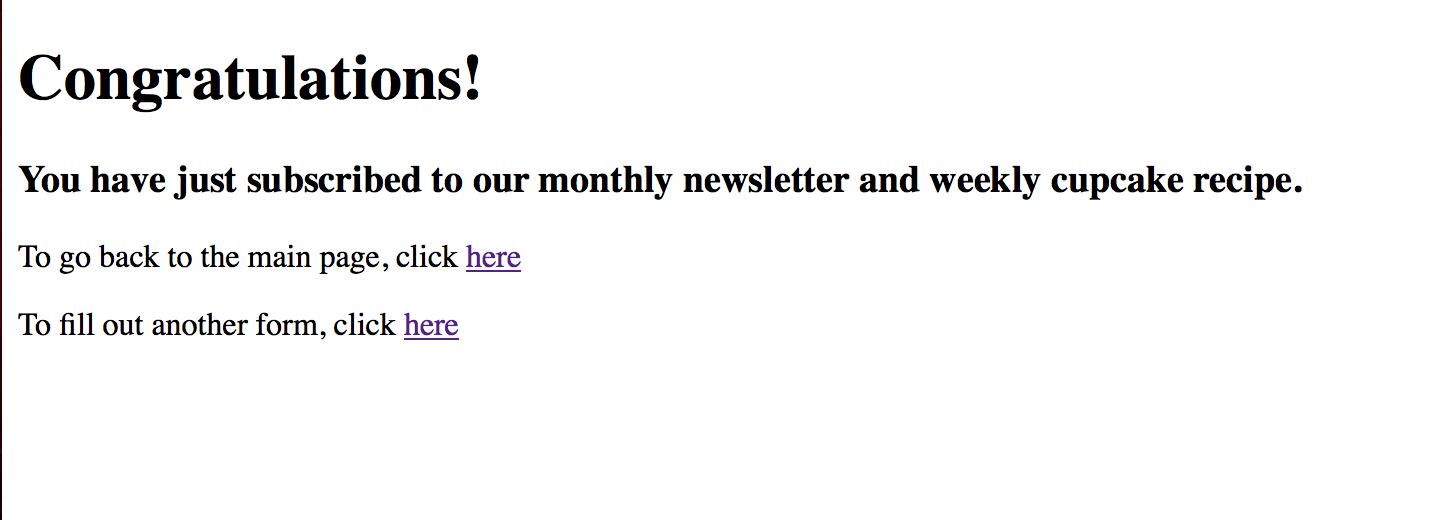 Congratulations!
You have just subscribed to our monthly newsletter and weekly cupcake recipe.
To go back to the main page, click here
To fill out another form, click here